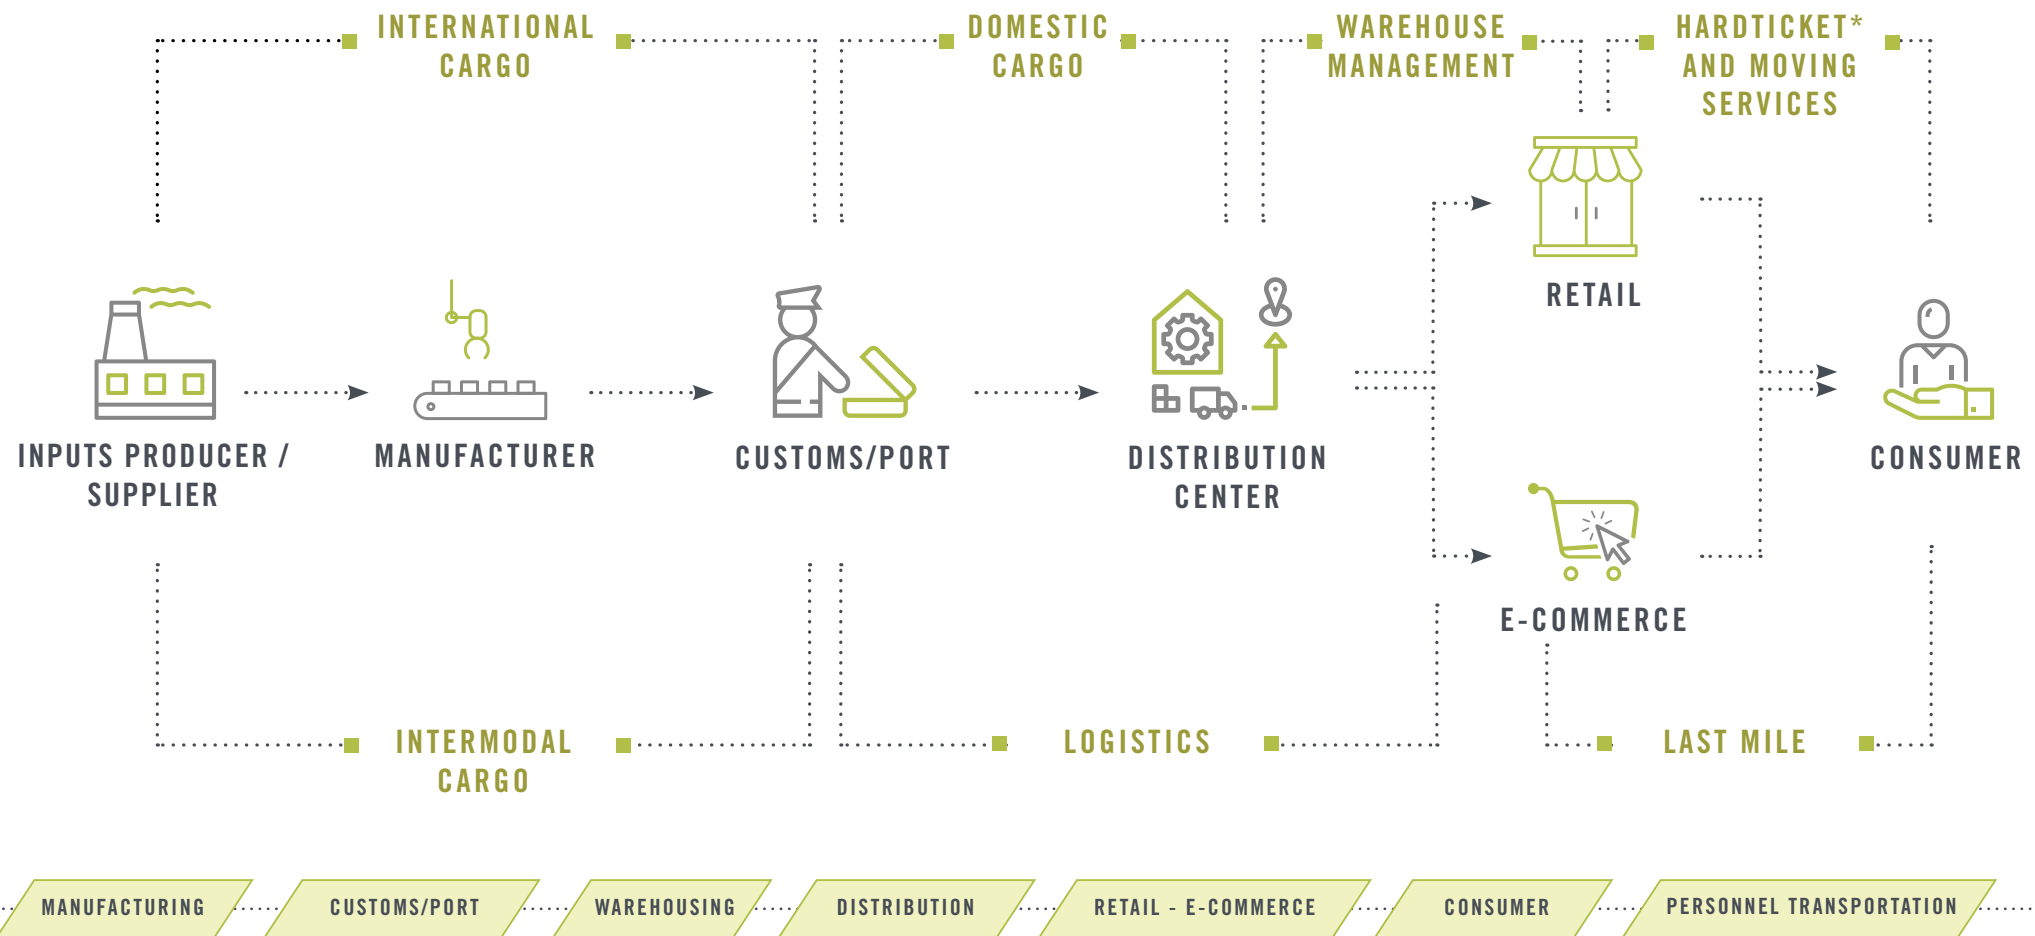 INTERNATIONAL
CARGO
DOMESTIC
CARGO
WAREHOUSE
MANAGEMENT
HARDTICKET*
AND MOVING
SERVICES
RETAIL
INPUTS PRODUCER /
SUPPLIER
MANUFACTURER
CUSTOMS/PORT
DISTRIBUTION
CENTER
CONSUMER
E-COMMERCE
INTERMODAL
CARGO
LOGISTICS
LAST MILE
MANUFACTURING
CUSTOMS/PORT
WAREHOUSING
DISTRIBUTION
RETAIL - E-COMMERCE
CONSUMER
PERSONNEL TRANSPORTATION